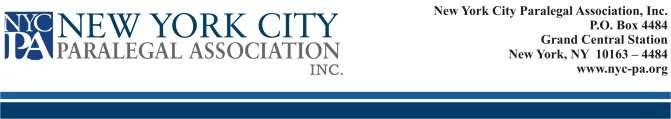 NYC
PA
NEW YORK CITY
PARALEGAL ASSOCIATION
INC.
New York City Paralegal Association, Inc.
P.O. Box 4484
Grand Central Station
New York, NY 10163 – 4484
www.nyc-pa.org